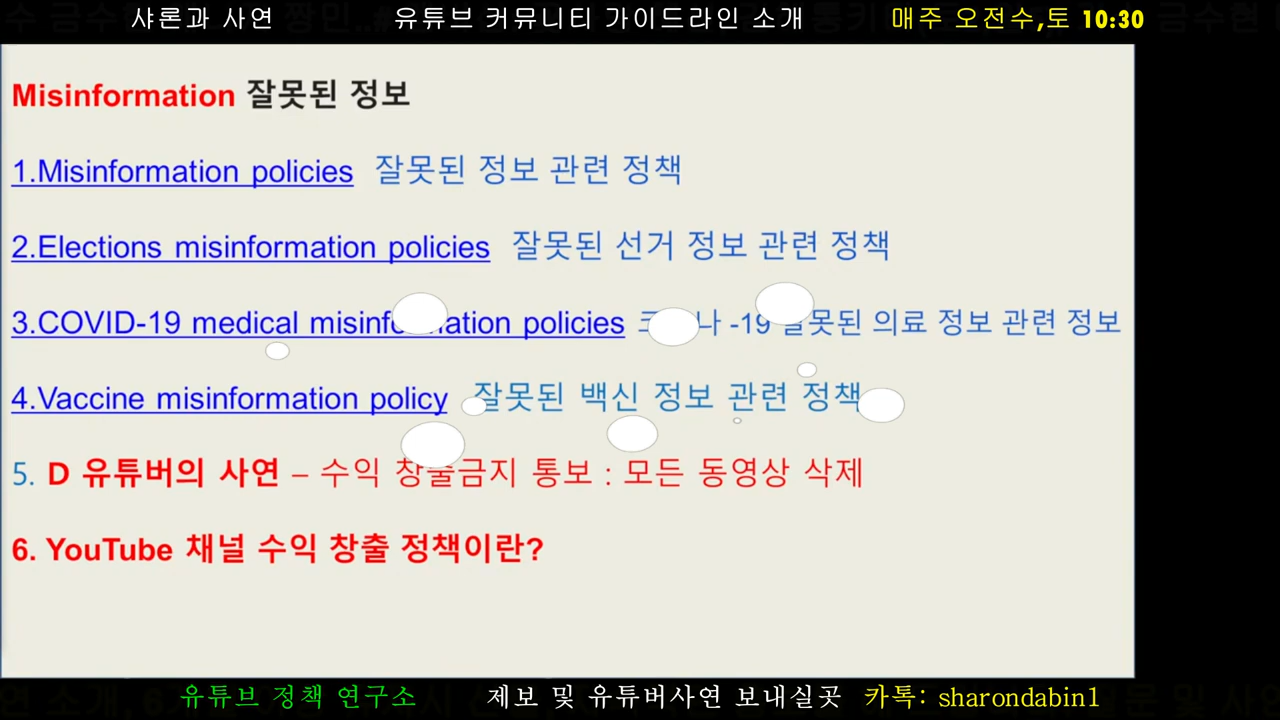 샤론과 사연 유튜브 커뮤니티 가이드라인 소개 매주 오전수,토 10:30
Misinformation 잘못된 정보
1.Misinformation policies 잘못된 정보 관련 정책
2.Elections misinformation policies 잘못된 선거 정보 관련 정책
3.COVID-19 medical misinformation policies -19 잘못된 의료 정보 관련 정보
4.Vaccine misinformation policy 잘못된 백신 정보 관련 정책
5. D 유튜버의 사연 – 수익 창출금지 통보 : 모든 동영상 삭제
6. YouTube 채널 수익 창출 정책이란?
유튜브 정책 연구소 제보 및 유튜버사연 보내실곳 카톡: sharondabin1